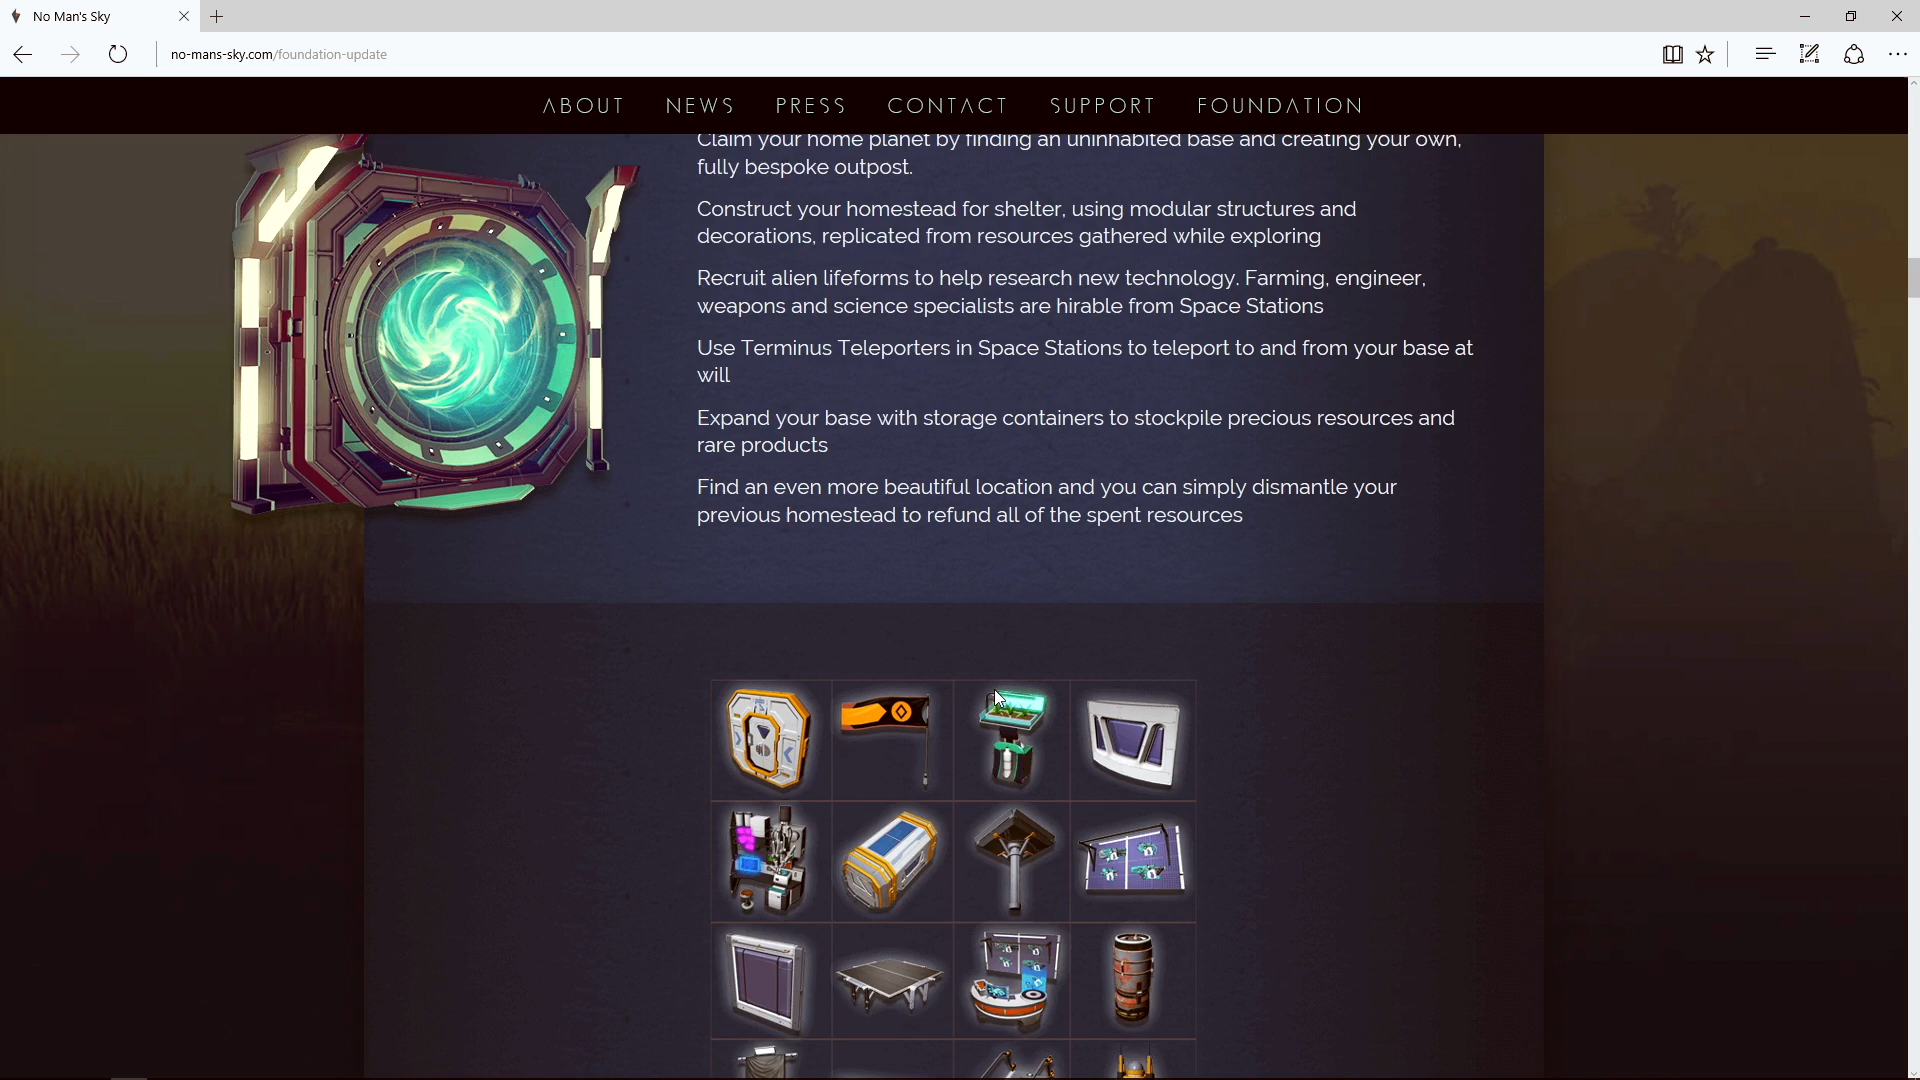 No Man's Sky
no-mans-sky.com/foundation-update
ABOUT NEWS PRESS CONTACT SUPPORT FOUNDATION
Claim your home planet by finding an uninhabited base and creating your own,
fully bespoke outpost.
Construct your homestead for shelter, using modular structures and
decorations, replicated from resources gathered while exploring
Recruit alien lifeforms to help research new technology. Farming, engineer,
weapons and science specialists are hirable from Space Stations
Use Terminus Teleporters in Space Stations to teleport to and from your base at
will
Expand your base with storage containers to stockpile precious resources and
rare products
Find an even more beautiful location and you can simply dismantle your
previous homestead to refund all of the spent resources